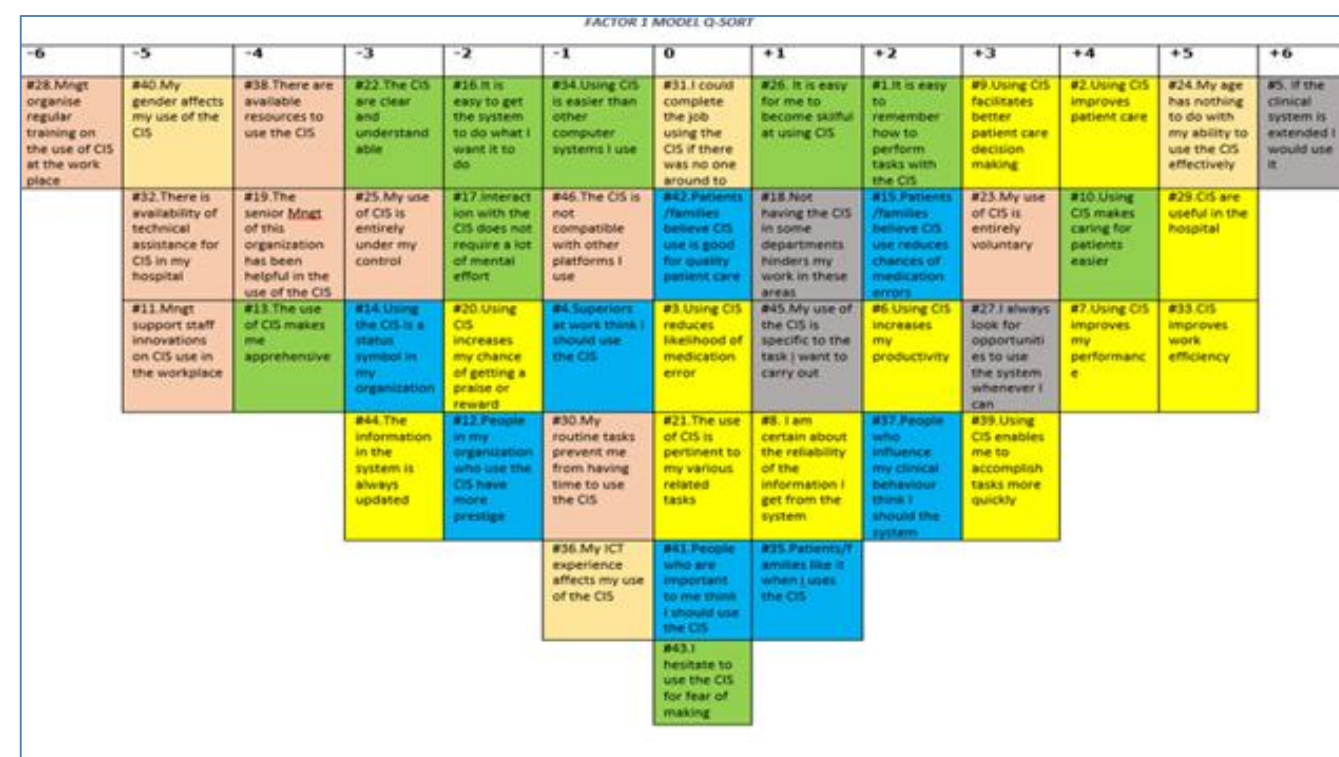 FACTOR 1 MODEL Q-SORT
-6 -5 -4 -3 -2 -1 0 +1 +2 +3 +4 +5 +6
#28.Mngt
organise
regular
training on
the use of CIS
at the work
place
#40.My
gender affects
my use of the
CIS
#38.There are
available
resources to
use the CIS
#22.The CIS
are clear
and
understand
able
#16.It is
easy to get
the system
to do what I
want it to
do
#34.Using CIS
is easier than
other
computer
systems I use
#31.I could
complete
the job
using the
CIS if there
was no one
around to
#26. It is easy
for me to
become skilful
at using CIS
#1.It is easy
to
remember
how to
perform
tasks with
the CIS
#9.Using CIS
facilitates
better
patient care
decision
making
#2.Using CIS
improves
patient care
#24.My age
has nothing
to do with
my ability to
use the CIS
effectively
#5. If the
clinical
system is
extended I
would use
it
#32.There is
availability of
technical
assistance for
CIS in my
hospital
#19.The
senior Mngt
of this
organization
has been
helpful in the
use of the CIS
#25.My use
of CIS is
entirely
under my
control
#17.Interact
ion with the
CIS does not
require a lot
of mental
effort
#46.The CIS is
not
compatible
with other
platforms I
use
#42.Patients
/families
believe CIS
use is good
for quality
patient care
#18.Not
having the CIS
in some
departments
hinders my
work in these
areas
#15.Patients
/families
believe CIS
use reduces
chances of
medication
errors
#23.My use
of CIS is
entirely
voluntary
#10.Using
CIS makes
caring for
patients
easier
#29.CIS are
useful in the
hospital
#11.Mngt
support staff
innovations
on CIS use in
the workplace
#13.The use
of CIS makes
me
apprehensive
#14.Using
the CIS is a
status
symbol in
my
organization
#20.Using
CIS
increases
my chance
of getting a
praise or
reward
#4.Superiors
at work think I
should use
the CIS
#3.Using CIS
reduces
likelihood of
medication
error
#45.My use of
the CIS is
specific to the
task j want to
carry out
#6.Using CIS
increases
my
productivity
#27.I always
look for
opportuniti
es to use
the system
whenever I
can
#7.Using CIS
improves
my
performanc
e
#33.CIS
improves
work
efficiency
#44.The
information
in the
system is
always
updated
#12.People
in my
organization
who use the
CIS have
more
prestige
#30.My
routine tasks
prevent me
from having
time to use
the CIS
#21.The use
of CIS is
pertinent to
my various
related
tasks
#8. I am
certain about
the reliability
of the
information I
get from the
system
#37.People
who
influence
my clinical
behaviour
think I
should the
system
#39.Using
CIS enables
me to
accomplish
tasks more
quickly
#36.My ICT
experience
affects my use
of the CIS
#41.People
who are
important
to me think
I should use
the CIS
#35.Patients/f
amilies like it
when j uses
the CIS
#43.I
hesitate to
use the CIS
for fear of
making